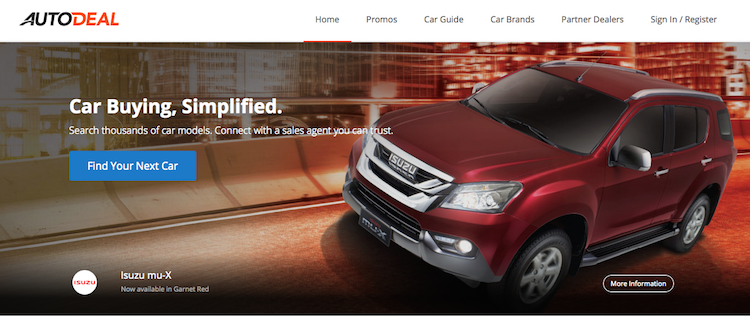 AUTODEAL
Home Promos Car Guide Car Brands Partner Dealers Sign In / Register
Car Buying, Simplified.
Search thousands of car models. Connect with a sales agent you can trust.
Find Your Next Car
ISUZU
mu-X
ISUZU
Isuzu mu-X
Now available in Garnet Red
More Information